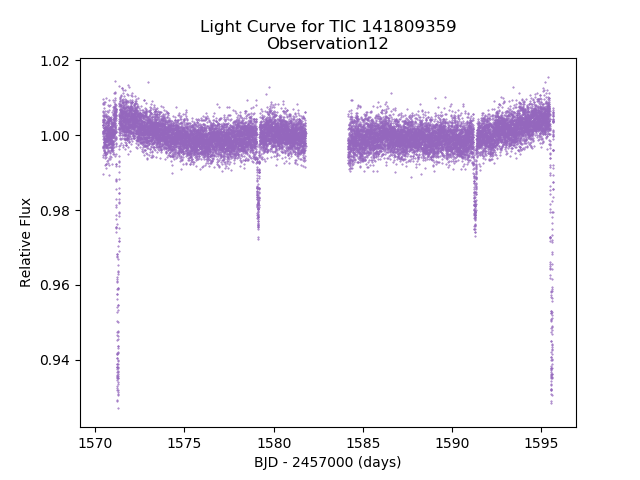 Light Curve for TIC 141809359
Observation12
1.02
1.00
0.98
0.96
0.94
Relative Flux
1570
1575
1580
1585
1590
1595
BJD - 2457000 (days)